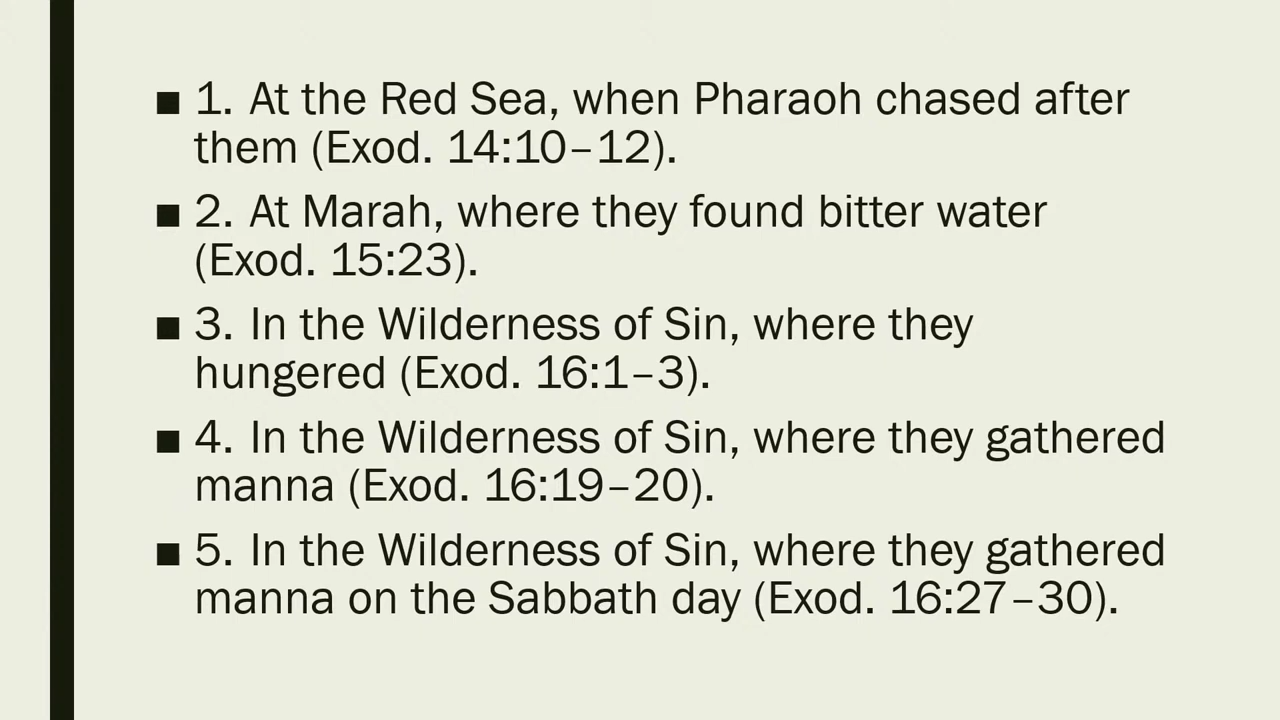 ■ 1. At the Red Sea, when Pharaoh chased after
them (Exod. 14:10–12).
■ 2. At Marah, where they found bitter water
(Exod. 15:23).
■ 3. In the Wilderness of Sin, where they
hungered (Exod. 16:1–3).
■ 4. In the Wilderness of Sin, where they gathered
manna (Exod. 16:19–20).
■ 5. In the Wilderness of Sin, where they gathered
manna on the Sabbath day (Exod. 16:27–30).